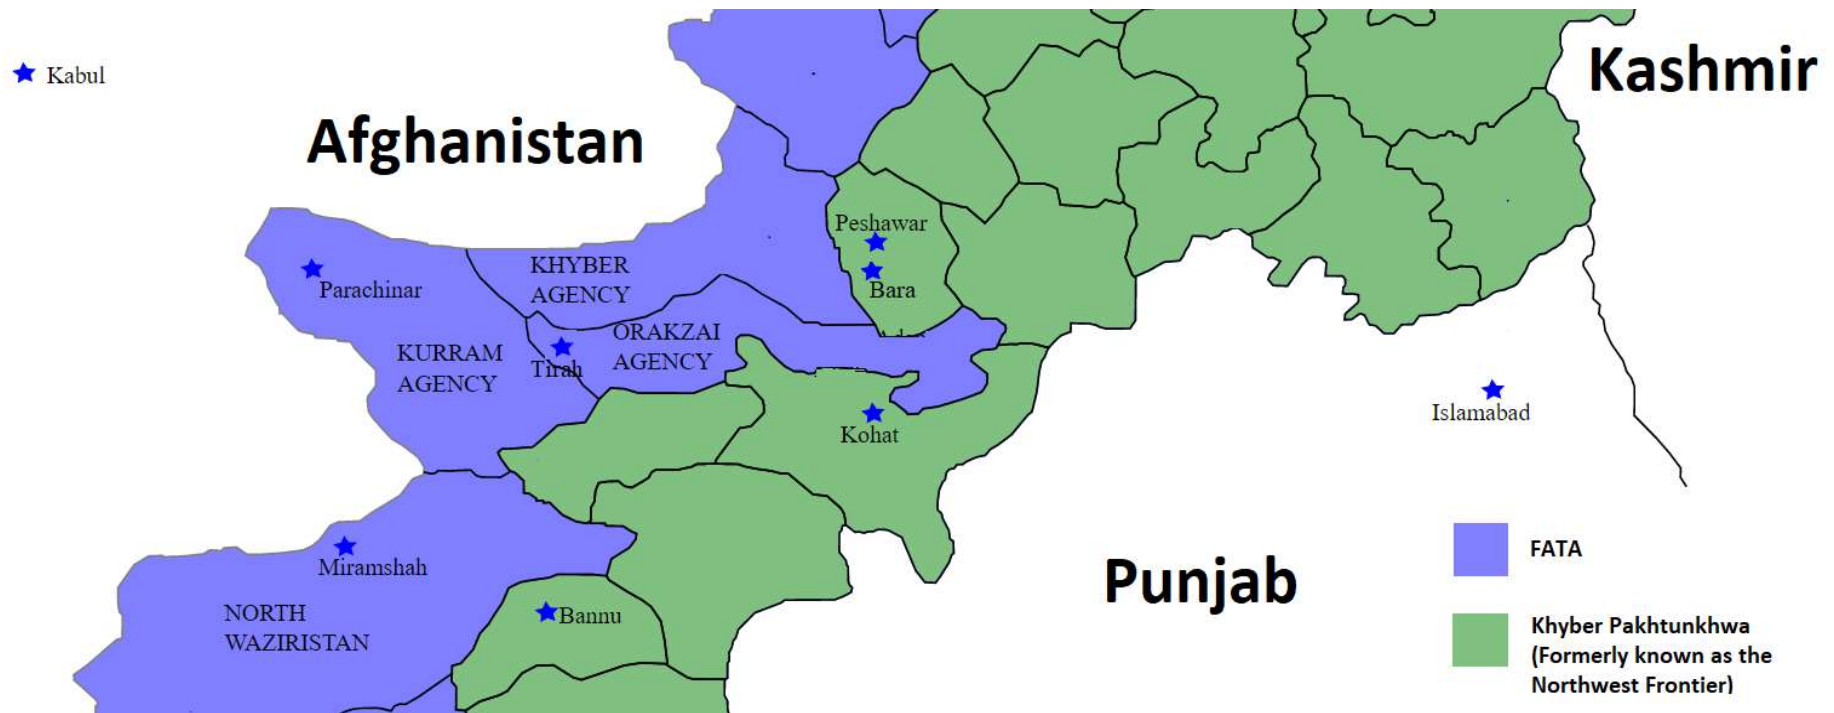 Kashmir
Kabul
Afghanistan
Peshawar
KHYBER
AGENCY
Bara
Parachinar
ORAKZAI
AGENCY
KURRAM
AGENCY
Tirah
Islamabad
Kohat
FATA
Miramshah
Punjab
NORTH
WAZIRISTAN
Bannu
Khyber Pakhtunkhwa
(Formerly known as the
Northwest Frontier)